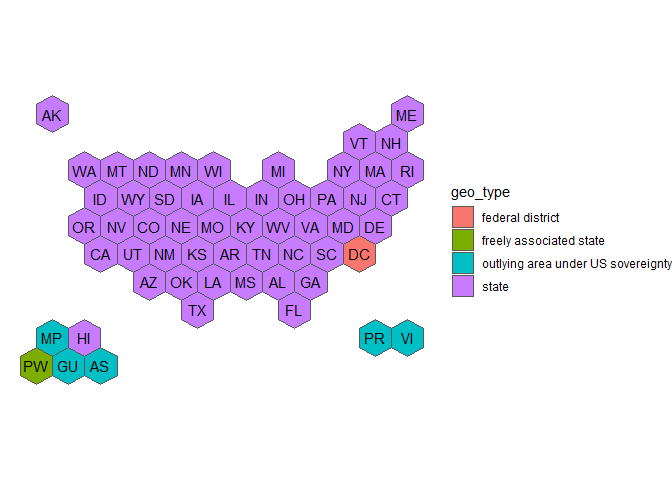 AK ME
VT NH
WA MT ND MN WI MI NY MA RI
ID WY SD IA IL IN OH PA NJ CT
OR NV CO NE MO KY WV VA MD DE
CA UT NM KS AR TN NC SC DC
AZ OK LA MS AL GA
TX FL
MP HI PR VI
PW GU AS
geo_type
federal district
freely associated state
outlying area under US sovereignty
state